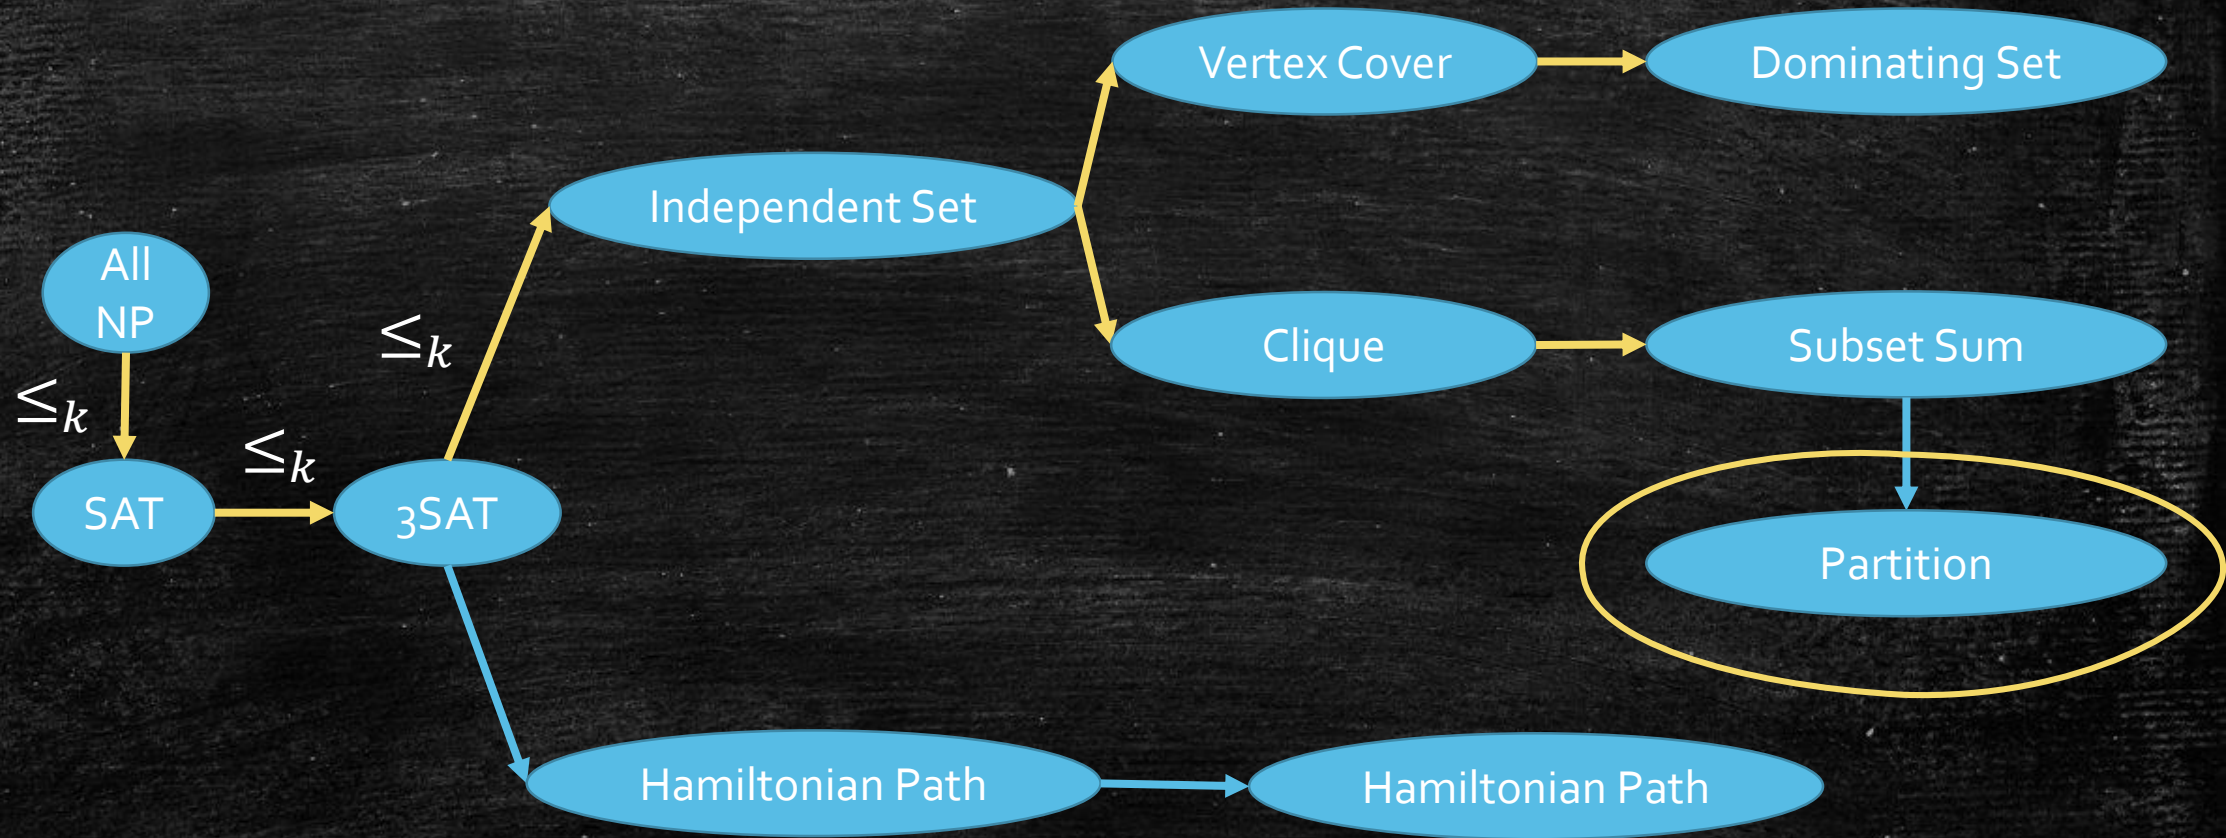 Vertex Cover
Dominating Set
Independent Set
All
NP
≤k
Clique
Subset Sum
≤k
≤k
SAT
3SAT
Partition
Hamiltonian Path
Hamiltonian Path